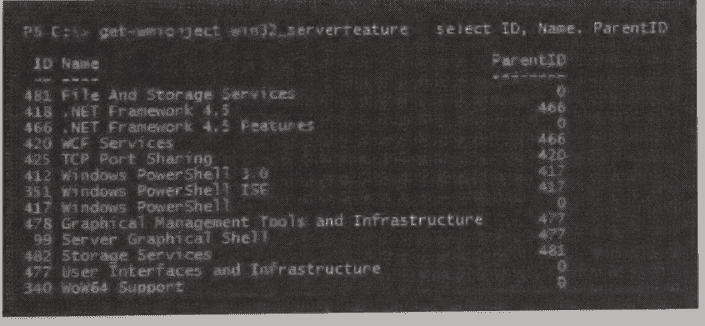 PS C:\> get-wmiobject win32_serverfeature select ID, Name, ParentID
ID Name ParentID
-- ---- --------
481 File And Storage Services 0
418 .NET Framework 4.5 466
466 .NET Framework 4.5 Features 0
420 WCF Services 466
425 TCP Port Sharing 420
412 Windows PowerShell 3.0 417
351 Windows PowerShell ISE 417
417 Windows PowerShell 0
478 Graphical Management Tools and Infrastructure 477
99 Server Graphical Shell 477
482 Storage Services 481
477 User Interfaces and Infrastructure 0
340 WoW64 Support 0